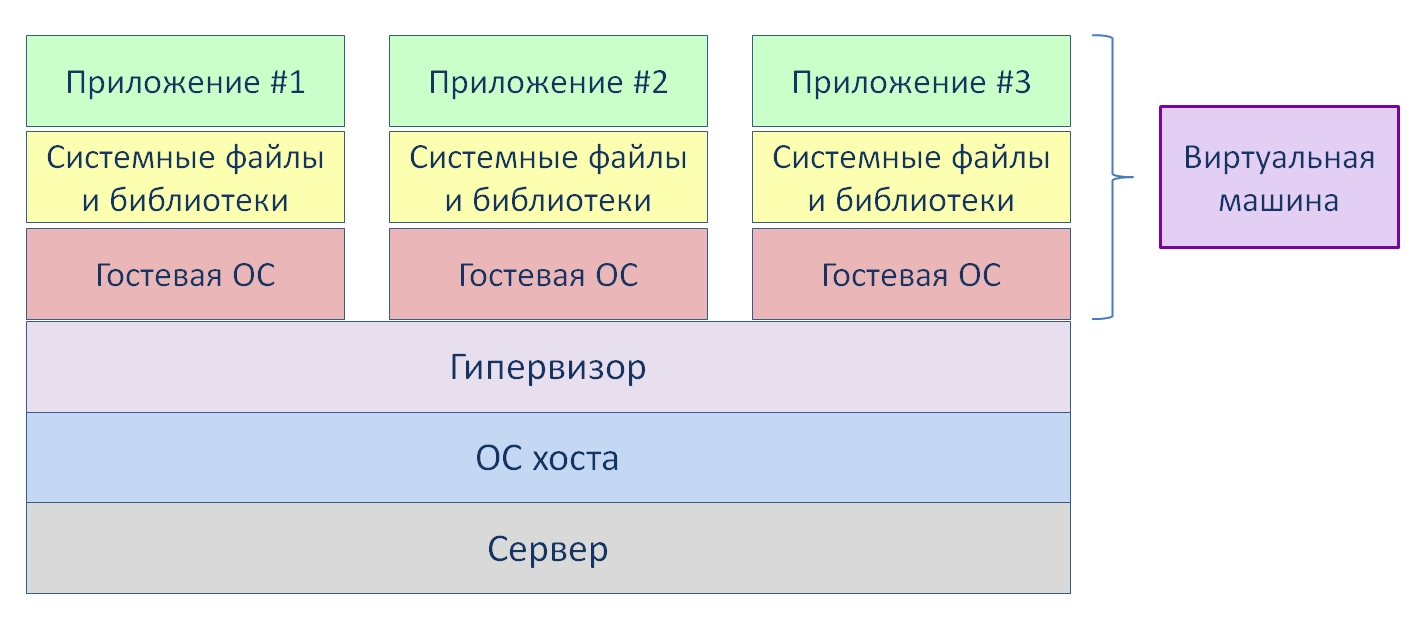 Приложение #1
Приложение #2
Приложение #3
Системные файлы
и библиотеки
Системные файлы
и библиотеки
Системные файлы
и библиотеки
Виртуальная
машина
Гостевая ОС
Гостевая ОС
Гостевая ОС
Гипервизор
ОС хоста
Сервер